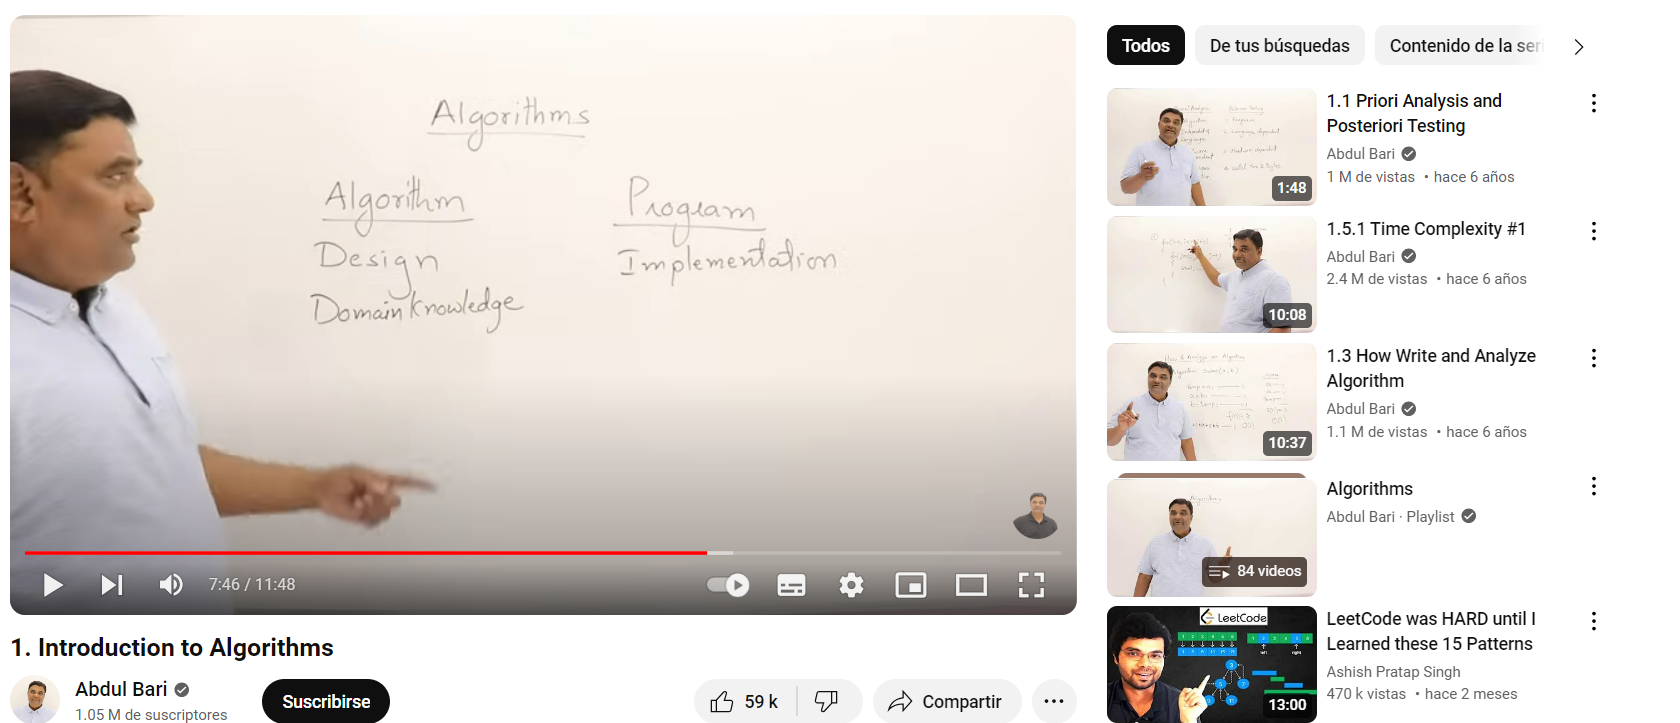 Algorithms
Algorithm
Program
Design
Implementation
Domain knowledge
7:46 / 11:48
1. Introduction to Algorithms
Abdul Bari
1.05 M de suscriptores
Suscribirse
59 k
Compartir
Todos
De tus búsquedas
Contenido de la seri
1.1 Priori Analysis and
Posteriori Testing
Abdul Bari
1 M de vistas • hace 6 años
1:48
1.5.1 Time Complexity #1
Abdul Bari
2.4 M de vistas • hace 6 años
10:08
1.3 How Write and Analyze
Algorithm
Abdul Bari
1.1 M de vistas • hace 6 años
10:37
Algorithms
Abdul Bari · Playlist
84 videos
LeetCode
LeetCode was HARD until I
Learned these 15 Patterns
Ashish Pratap Singh
470 k vistas • hace 2 meses
13:00